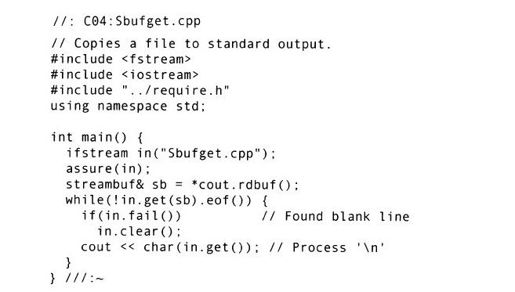 //: C04:Sbufget.cpp
// Copies a file to standard output.
#include <fstream>
#include <iostream>
#include "../require.h"
using namespace std;

int main() {
  ifstream in("Sbufget.cpp");
  assure(in);
  streambuf& sb = *cout.rdbuf();
  while(!in.get(sb).eof()) {
    if(in.fail())          // Found blank line
      in.clear();
    cout << char(in.get()); // Process '\n'
  }
} ///:~